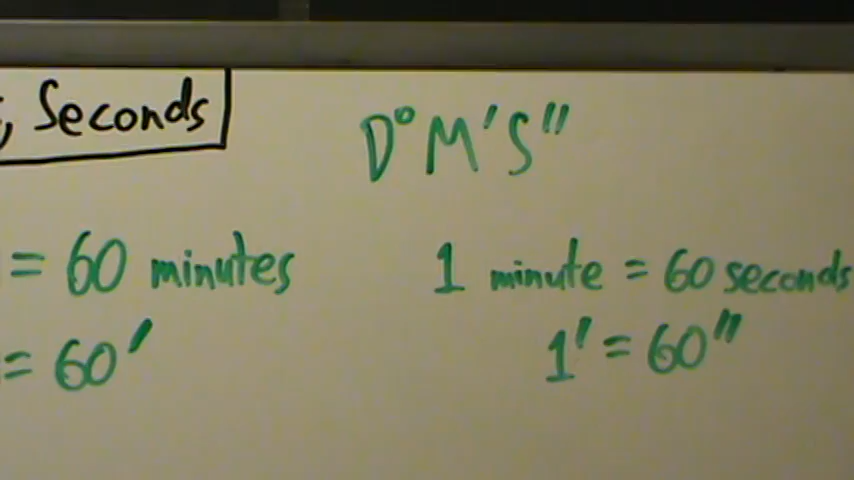 , Seconds
D° M' S"
= 60 minutes
1 minute = 60 seconds
= 60'
1' = 60"